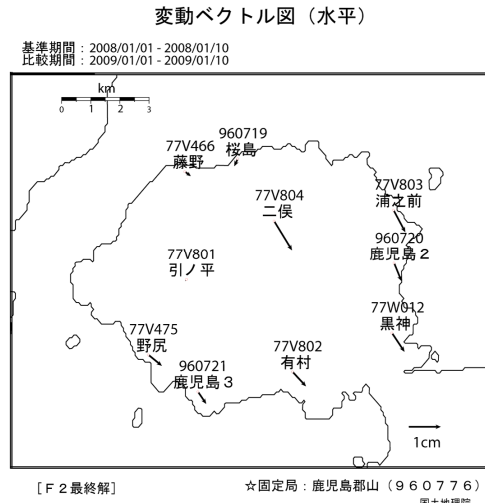 変動ベクトル図（水平）
基準期間：2008/01/01 - 2008/01/10
比較期間：2009/01/01 - 2009/01/10
km
0 1 2 3
960719
桜島
77V466
藤野
77V804
二俣
77V803
浦之前
960720
鹿児島２
77V801
引ノ平
77W012
黒神
77V475
野尻
77V802
有村
960721
鹿児島３
1cm
［Ｆ２最終解］
☆固定局：鹿児島郡山（９６０７７６）
国土地理院